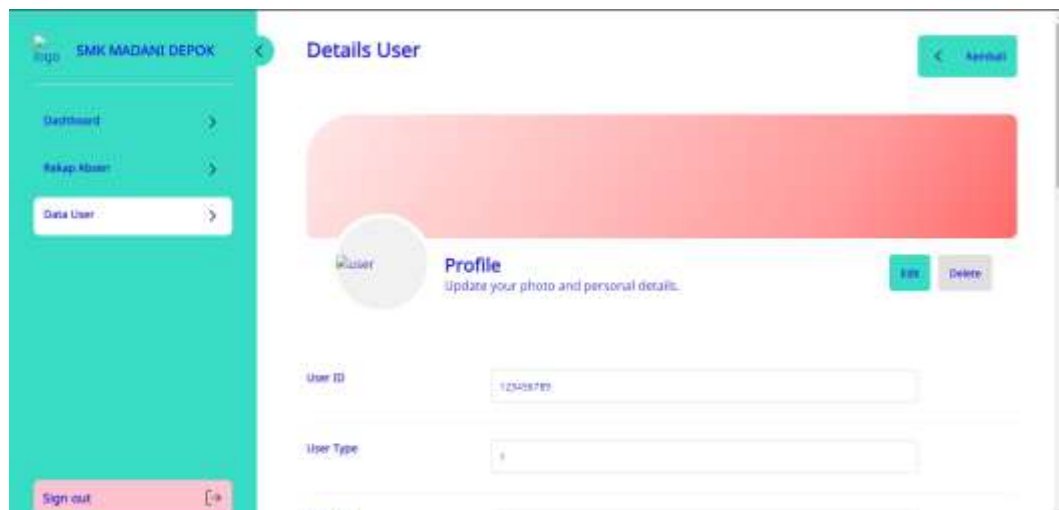 logo
SMK MADANI DEPOK
Details User
Kembali
Dashboard
Rekap Absen
Data User
user
Profile
Update your photo and personal details.
Edit
Delete
User ID
123456789
User Type
1
Sign out